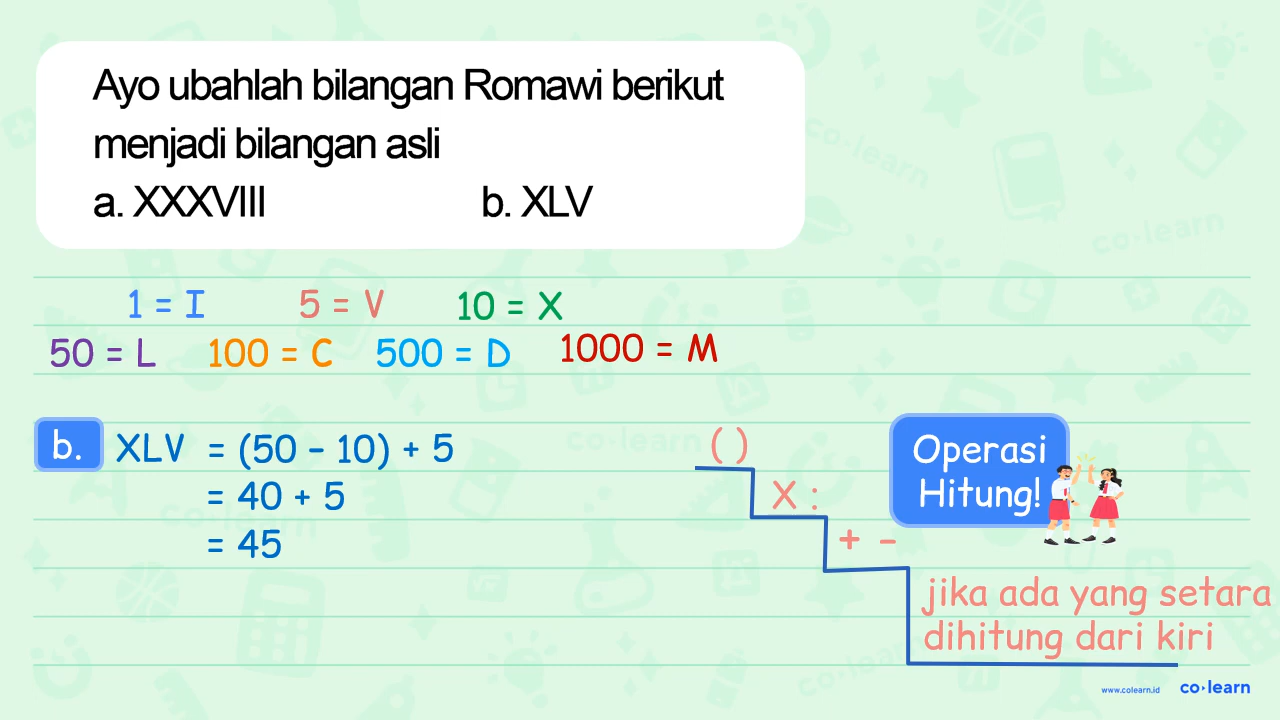 Ayo ubahlah bilangan Romawi berikut
menjadi bilangan asli
a. XXXVIII b. XLV
1 = I 5 = V 10 = X
50 = L 100 = C 500 = D 1000 = M
b. XLV = (50 - 10) + 5
= 40 + 5
= 45
( )
X :
+ -
jika ada yang setara
dihitung dari kiri
Operasi
Hitung!
www.colearn.id co·learn